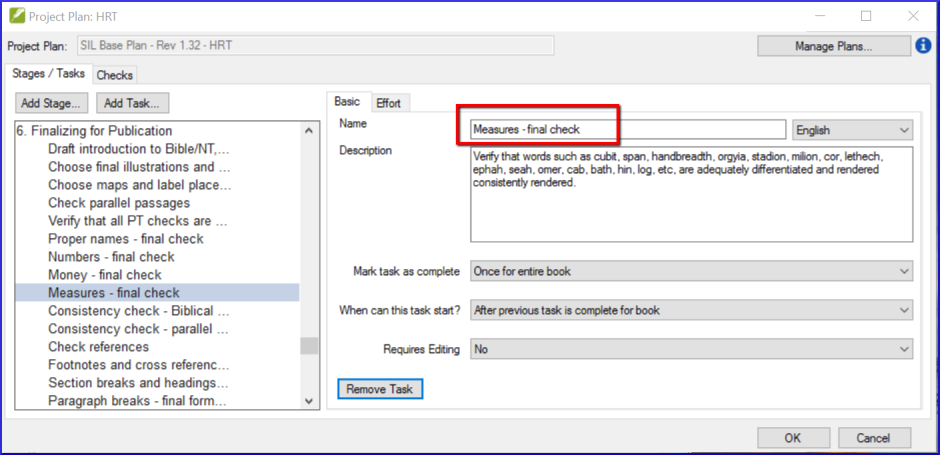 Project Plan: HRT
Project Plan: SIL Base Plan - Rev 1.32 - HRT
Manage Plans...
Stages / Tasks
Checks
Add Stage...
Add Task...
6. Finalizing for Publication
Draft introduction to Bible/NT,...
Choose final illustrations and ...
Choose maps and label place...
Check parallel passages
Verify that all PT checks are ...
Proper names - final check
Numbers - final check
Money - final check
Measures - final check
Consistency check - Biblical ...
Consistency check - parallel ...
Check references
Footnotes and cross referenc...
Section breaks and headings...
Paragraph breaks - final form...
Basic
Effort
Name
Measures - final check
English
Description
Verify that words such as cubit, span, handbreadth, orgyia, stadion, milion, cor, lethech,
ephah, seah, omer, cab, bath, hin, log, etc, are adequately differentiated and rendered
consistently rendered.
Mark task as complete
Once for entire book
When can this task start?
After previous task is complete for book
Requires Editing
No
Remove Task
OK
Cancel